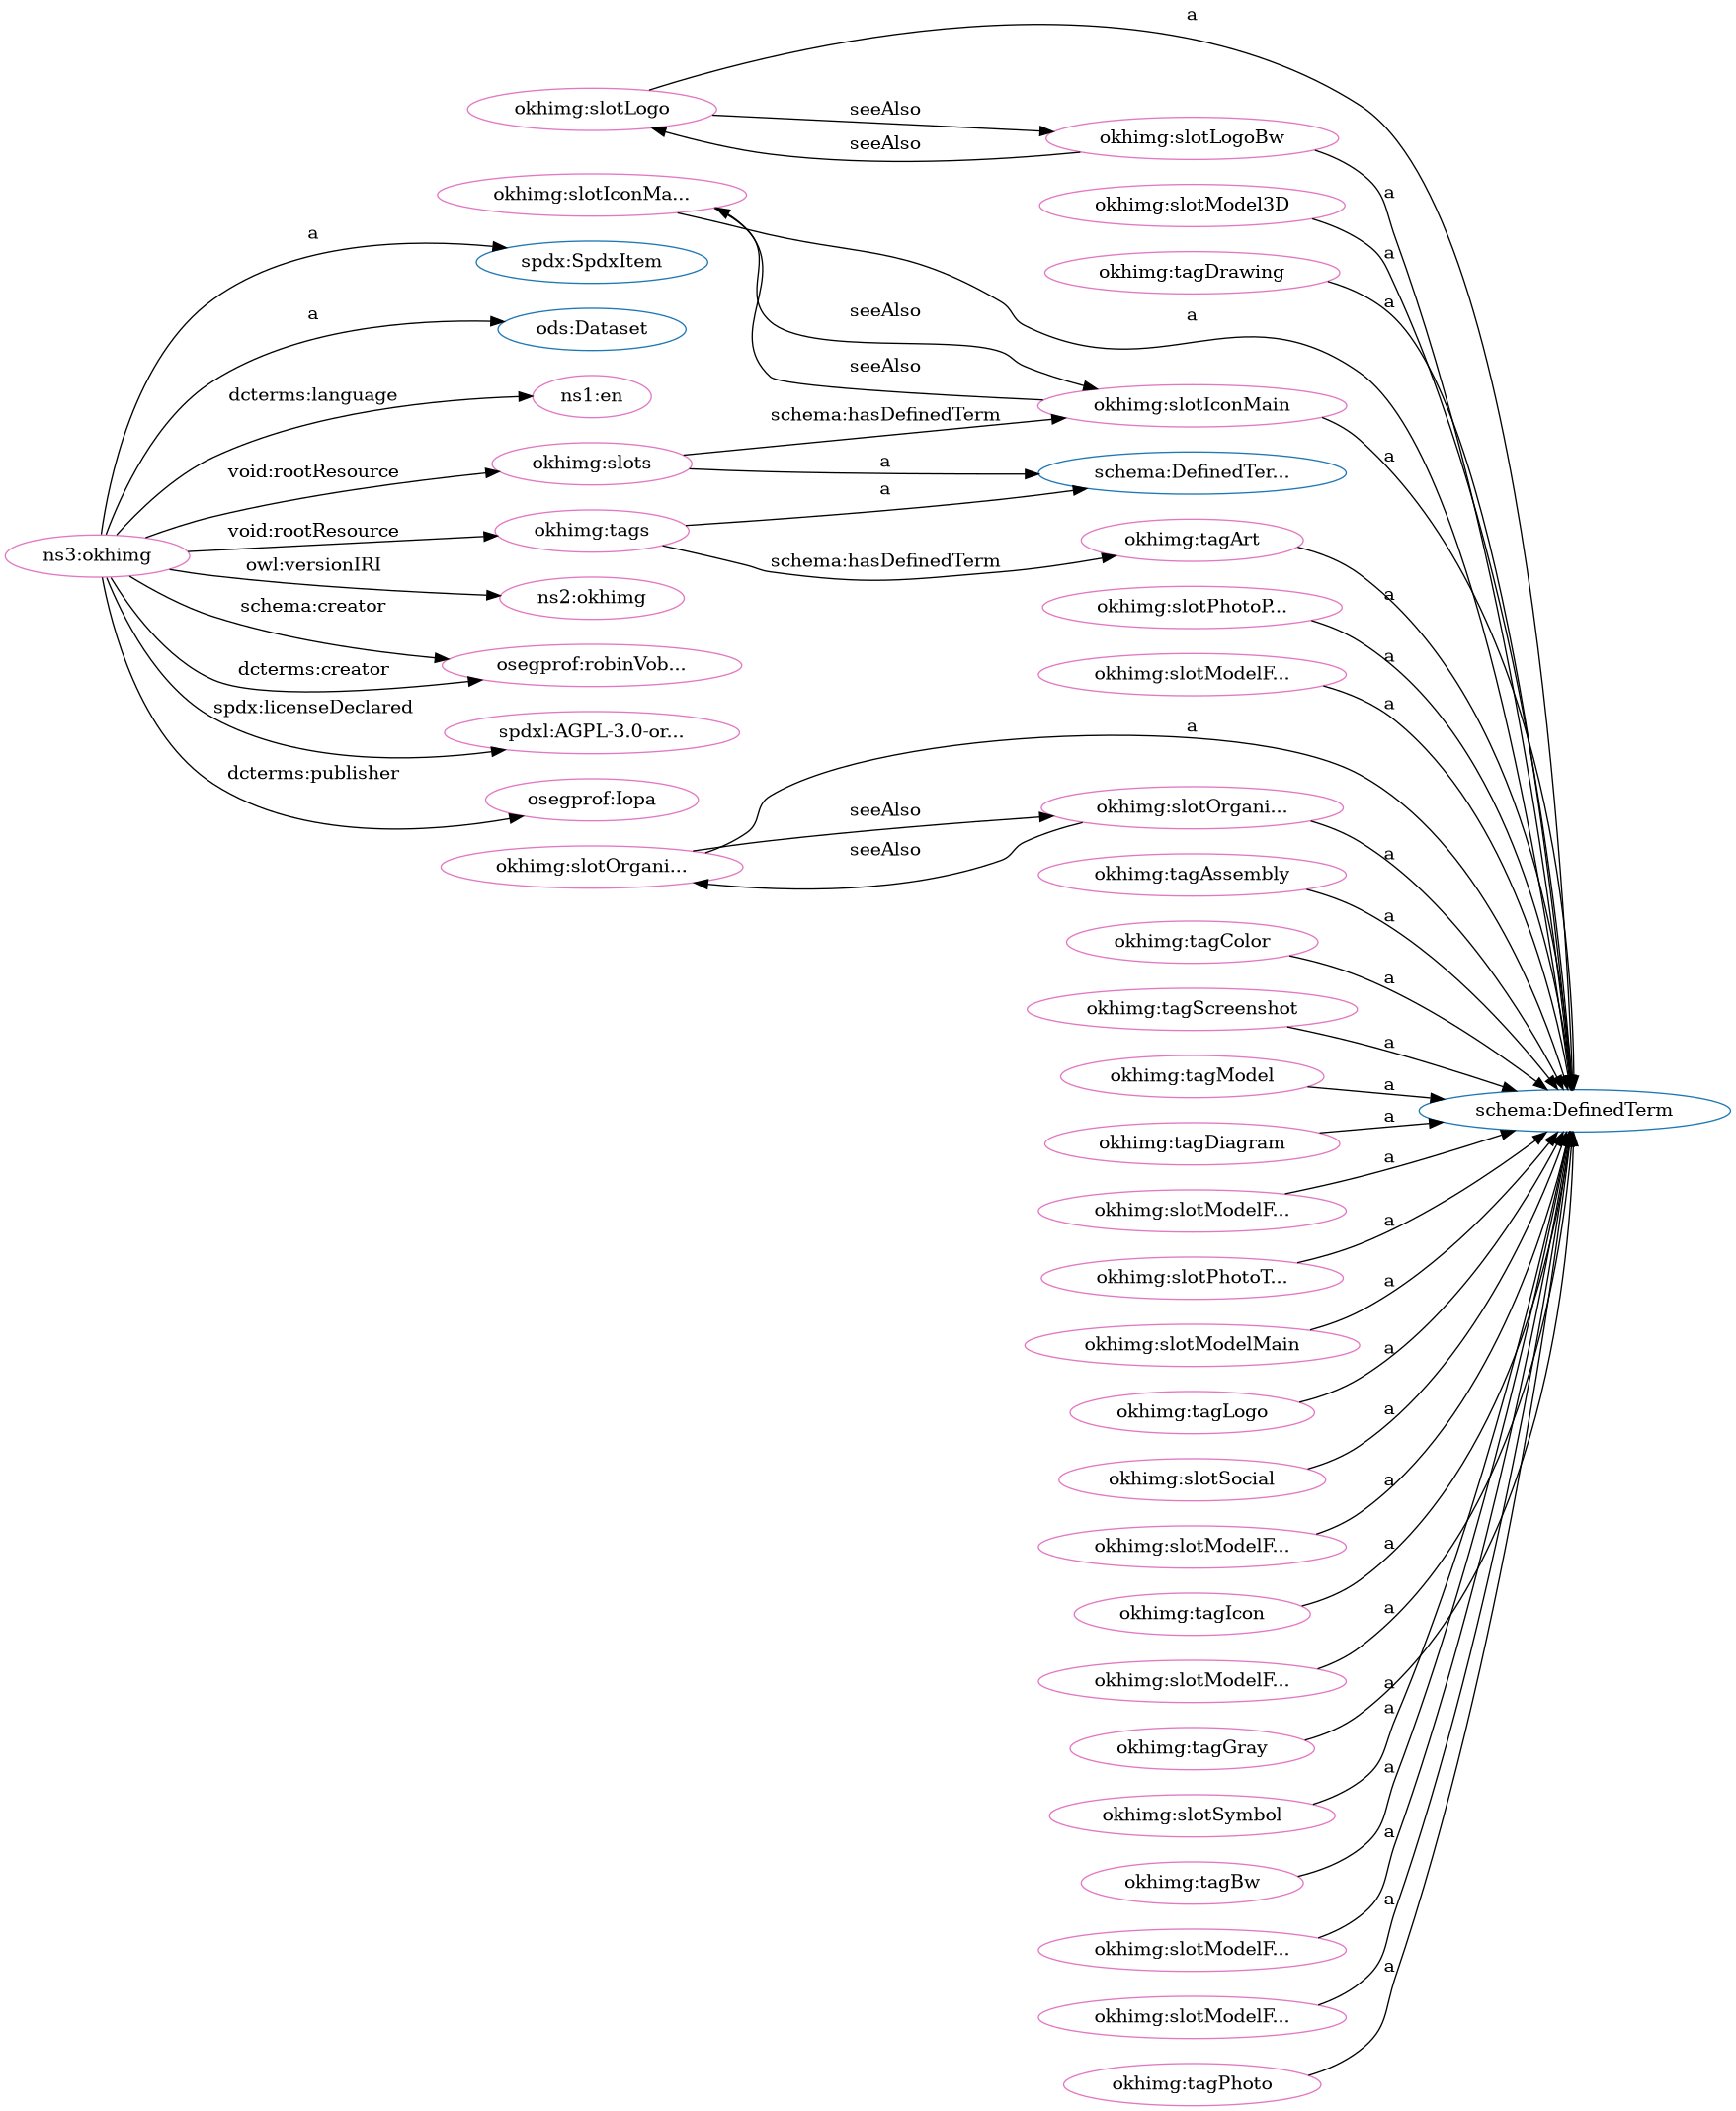 a
okhimg:slotLogo
seeAlso
okhimg:slotLogoBw
seeAlso
okhimg:slotIconMa...
a
okhimg:slotModel3D
a
a
spdx:SpdxItem
a
okhimg:tagDrawing
a
seeAlso
a
ods:Dataset
a
seeAlso
dcterms:language
ns1:en
okhimg:slotIconMain
schema:hasDefinedTerm
void:rootResource
okhimg:slots
a
schema:DefinedTer...
a
a
void:rootResource
okhimg:tags
okhimg:tagArt
ns3:okhimg
schema:hasDefinedTerm
owl:versionIRI
ns2:okhimg
a
okhimg:slotPhotoP...
schema:creator
a
osegprof:robinVob...
dcterms:creator
okhimg:slotModelF...
a
spdx:licenseDeclared
spdxl:AGPL-3.0-or...
a
dcterms:publisher
osegprof:Iopa
seeAlso
okhimg:slotOrgani...
a
seeAlso
okhimg:slotOrgani...
okhimg:tagAssembly
a
okhimg:tagColor
a
okhimg:tagScreenshot
a
okhimg:tagModel
a
schema:DefinedTerm
a
okhimg:tagDiagram
a
okhimg:slotModelF...
a
okhimg:slotPhotoT...
a
okhimg:slotModelMain
a
okhimg:tagLogo
a
okhimg:slotSocial
a
okhimg:slotModelF...
a
okhimg:tagIcon
a
okhimg:slotModelF...
a
a
okhimg:tagGray
a
okhimg:slotSymbol
a
okhimg:tagBw
a
okhimg:slotModelF...
a
okhimg:slotModelF...
okhimg:tagPhoto